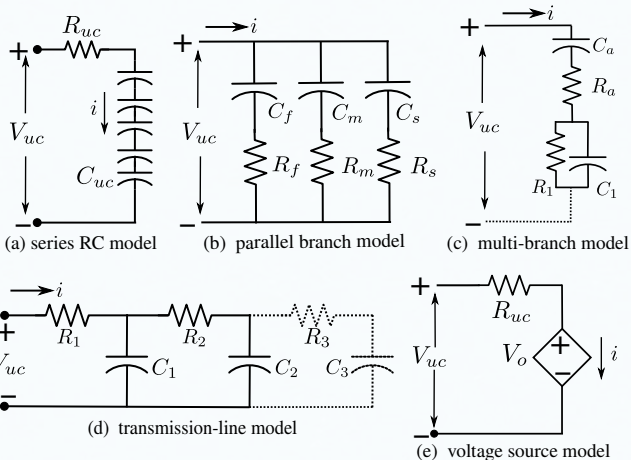 R_uc
+
i
V_uc
C_uc
−
(a) series RC model
i
+
V_uc
C_f
C_m
C_s
R_f
R_m
R_s
−
(b) parallel branch model
i
+
C_a
R_a
V_uc
R_1
C_1
−
(c) multi-branch model
i
R_1
R_2
R_3
+
V_uc
C_1
C_2
C_3
−
(d) transmission-line model
+
R_uc
V_uc
V_o
+
−
i
−
(e) voltage source model